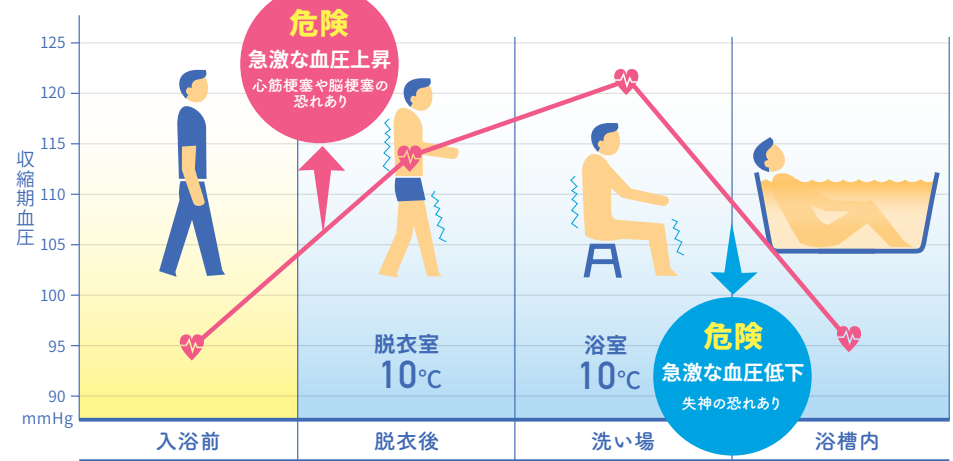 危険
急激な血圧上昇
心筋梗塞や脳梗塞の
恐れあり
125
120
115
110
105
100
95
90
mmHg
収縮期血圧
脱衣室
10℃
浴室
10℃
危険
急激な血圧低下
失神の恐れあり
入浴前
脱衣後
洗い場
浴槽内